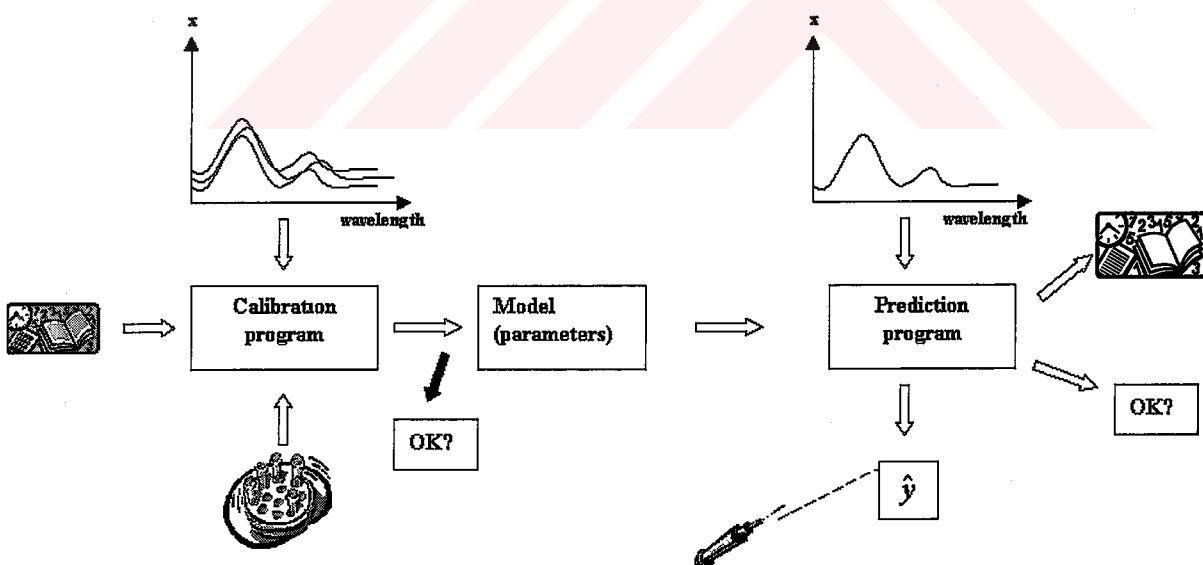 x
wavelength
x
wavelength
Calibration
program
Model
(parameters)
Prediction
program
OK?
OK?
ŷ